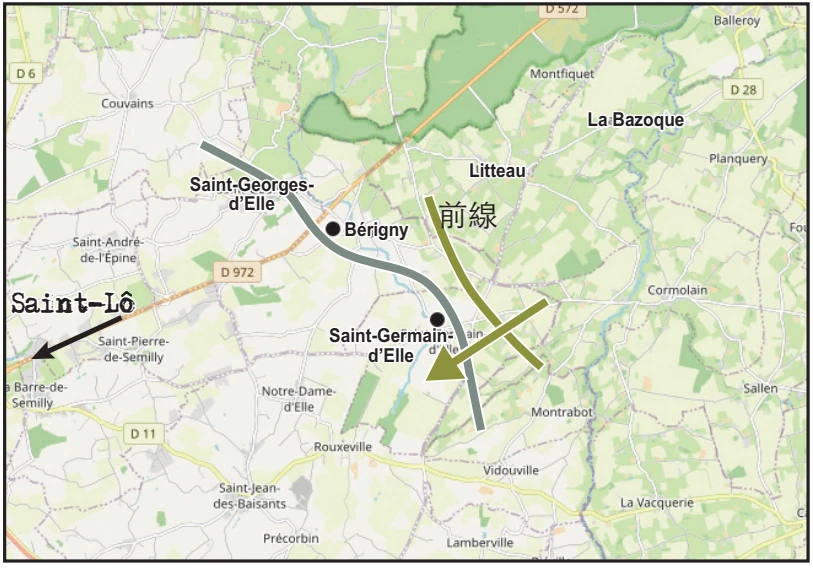 D 572
Balleroy
D 6
Montfiquet
D 28
Couvains
La Bazoque
Planquery
Litteau
Saint-Georges-
d'Elle
前線
Bérigny
Saint-André-
de-l'Épine
D 972
Cormolain
Saint-Lô
Saint-Germain-
d'Elle
Saint-Pierre-
de-Semilly
a Barre-de-
Semilly
Sallen
Notre-Dame-
d'Elle
Montrabot
D 11
Rouxeville
Vidouville
Saint-Jean-
des-Baisants
La Vacquerie
Précorbin
Lamberville